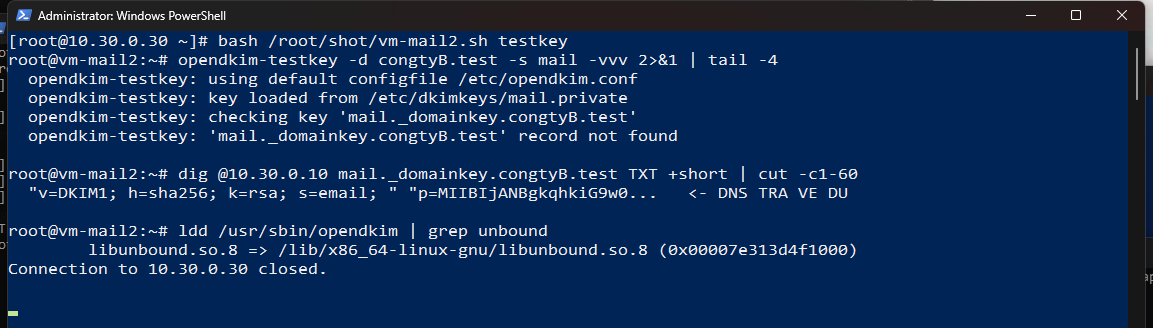 Administrator: Windows PowerShell
[root@10.30.0.30 ~]# bash /root/shot/vm-mail2.sh testkey
root@vm-mail2:~# opendkim-testkey -d congtyB.test -s mail -vvv 2>&1 | tail -4
  opendkim-testkey: using default configfile /etc/opendkim.conf
  opendkim-testkey: key loaded from /etc/dkimkeys/mail.private
  opendkim-testkey: checking key 'mail._domainkey.congtyB.test'
  opendkim-testkey: 'mail._domainkey.congtyB.test' record not found
root@vm-mail2:~# dig @10.30.0.10 mail._domainkey.congtyB.test TXT +short | cut -c1-60
  "v=DKIM1; h=sha256; k=rsa; s=email; " "p=MIIBIjANBgkqhkiG9w0...   <- DNS TRA VE DU
root@vm-mail2:~# ldd /usr/sbin/opendkim | grep unbound
        libunbound.so.8 => /lib/x86_64-linux-gnu/libunbound.so.8 (0x00007e313d4f1000)
Connection to 10.30.0.30 closed.